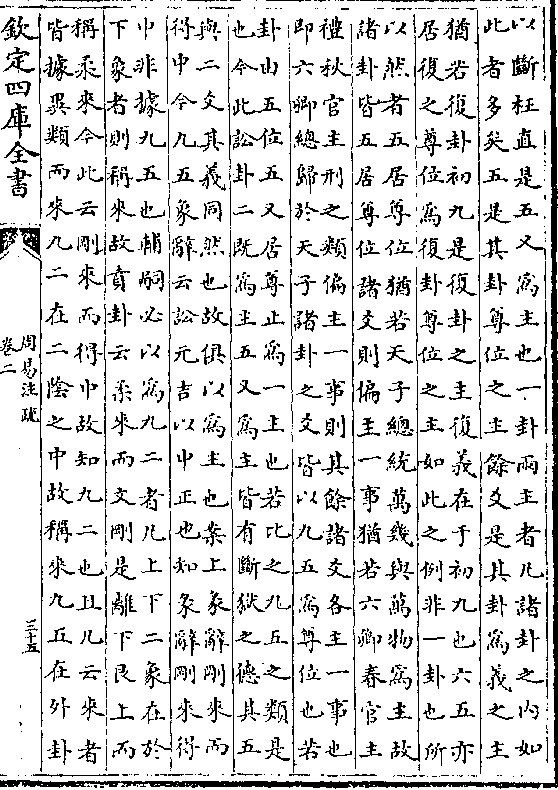 以斷枉直是五又為主也一卦兩主者凡諸卦之内如
此者多矣五是其卦尊位之主餘爻是其卦為義之主
猶若復卦初九是復卦之主復義在于初九也六五亦
居復之尊位為復卦尊位之主如此之例非一卦也所
以然者五居尊位猶若天子總統萬幾與萬物為主故
諸卦皆五居尊位諸爻則偏主一事猶若六卿春官主
禮秋官主刑之類偏主一事則其餘諸爻各主一事也
即六卿總歸於天子諸卦之爻皆以九五為尊位也若
卦由五位五又居尊止為一主也若比之九五之類是
也今此訟卦二既為主五又為主皆有斷獄之德其五
與二爻其義同然也故俱以為主也案上彖辭剛來而
得中今九五象辭云訟元吉以中正也知彖辭剛來得
中非據九五也輔嗣必以為九二者凡上下二象在於
下象者則稱來故賁卦云柔來而文剛是離下艮上而
稱柔來今此云剛來而得中故知九二也且凡云來者
皆據異類而來九二在二陰之中故稱來九五在外卦
欽定四庫全書
周易注疏
卷二
三十五